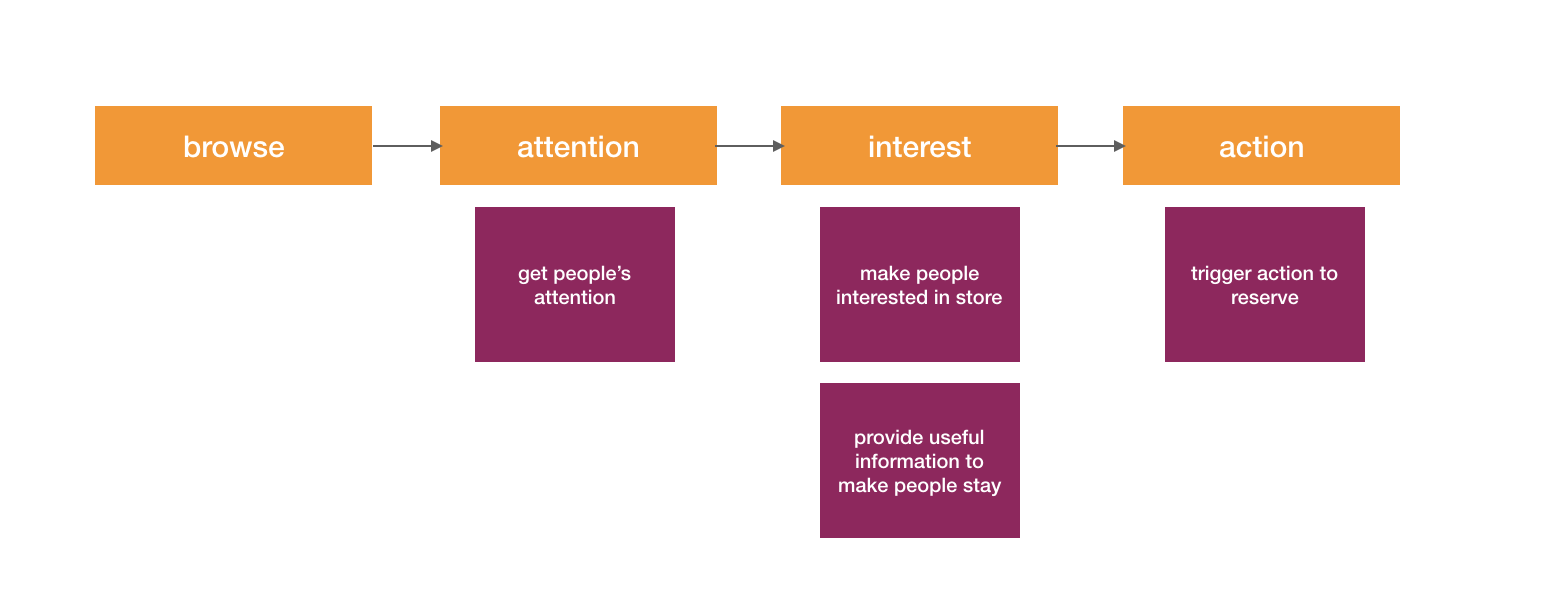 browse
attention
interest
action
get people’s
attention
make people
interested in store
trigger action to
reserve
provide useful
information to
make people stay